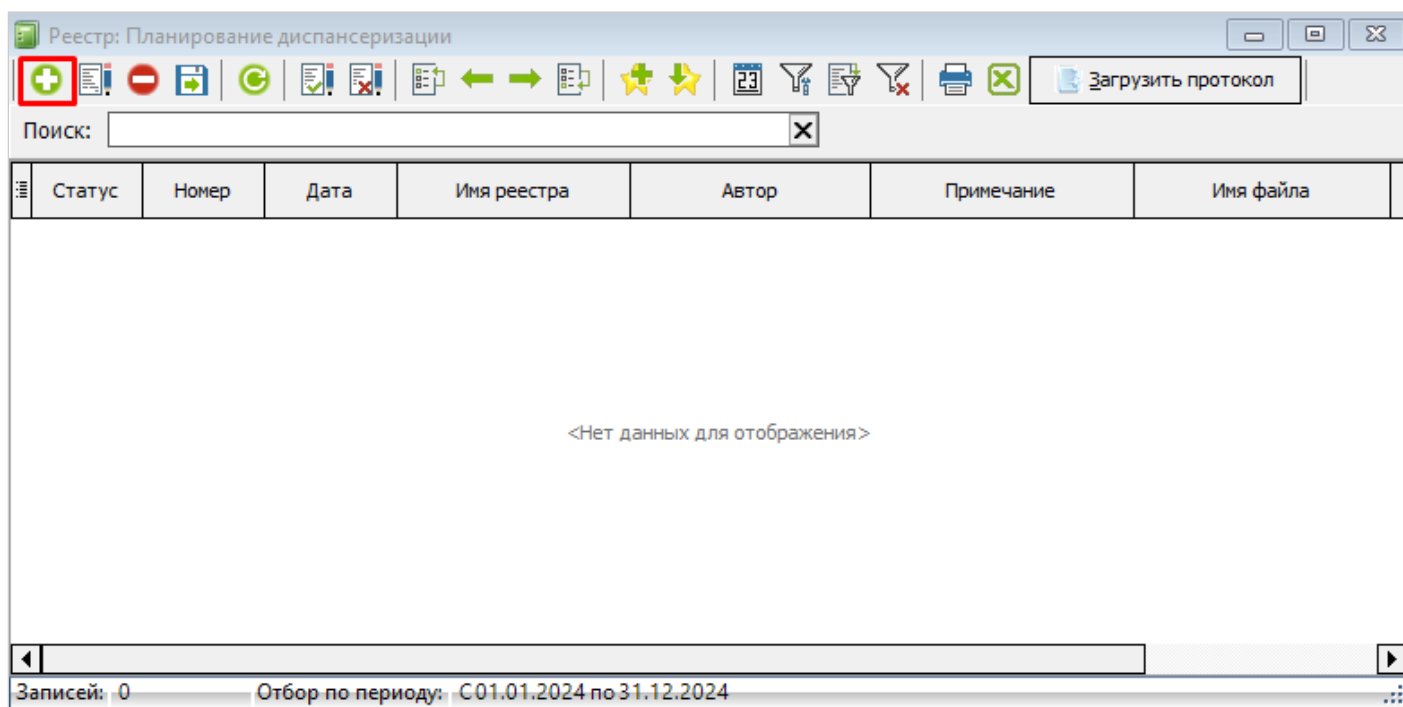 Реестр: Планирование диспансеризации
23 Загрузить протокол
Поиск:
Статус Номер Дата Имя реестра Автор Примечание Имя файла
<Нет данных для отображения>
Записей: 0 Отбор по периоду: С 01.01.2024 по 31.12.2024